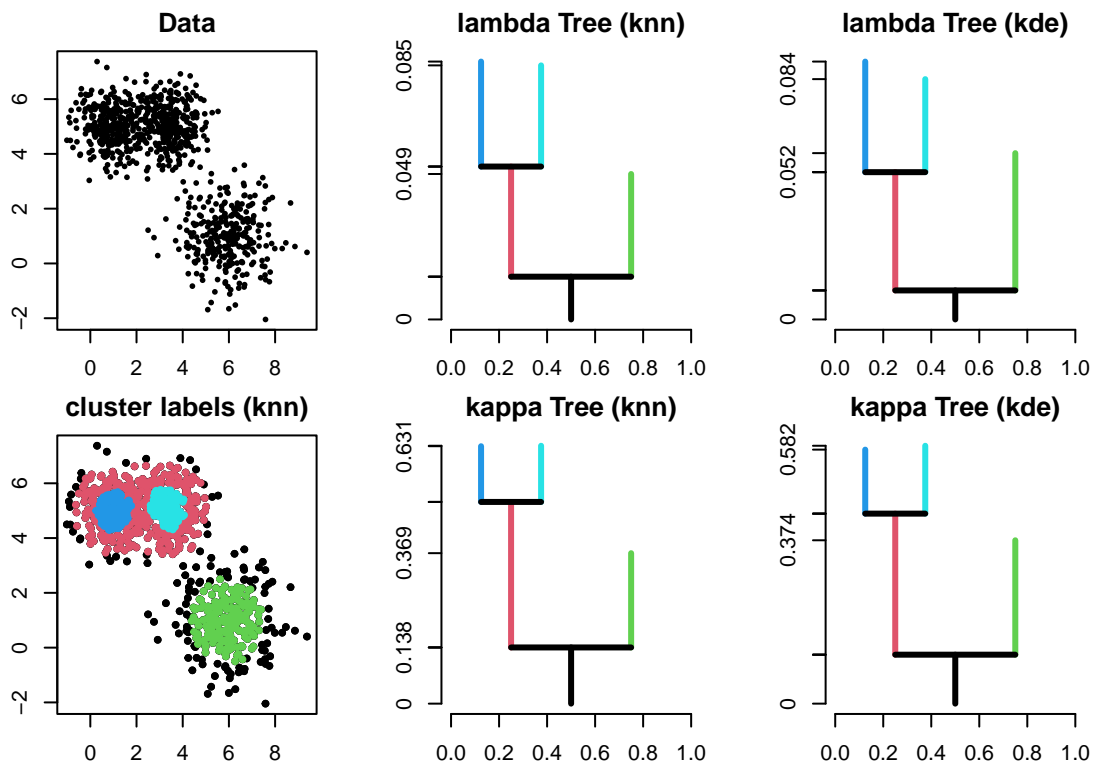 Data
6
4
2
0
−2
0 2 4 6 8
lambda Tree (knn)
0.085
0.049
0
0.0 0.2 0.4 0.6 0.8 1.0
lambda Tree (kde)
0.084
0.052
0
0.0 0.2 0.4 0.6 0.8 1.0
cluster labels (knn)
6
4
2
0
−2
0 2 4 6 8
kappa Tree (knn)
0.631
0.369
0.138
0
0.0 0.2 0.4 0.6 0.8 1.0
kappa Tree (kde)
0.582
0.374
0
0.0 0.2 0.4 0.6 0.8 1.0